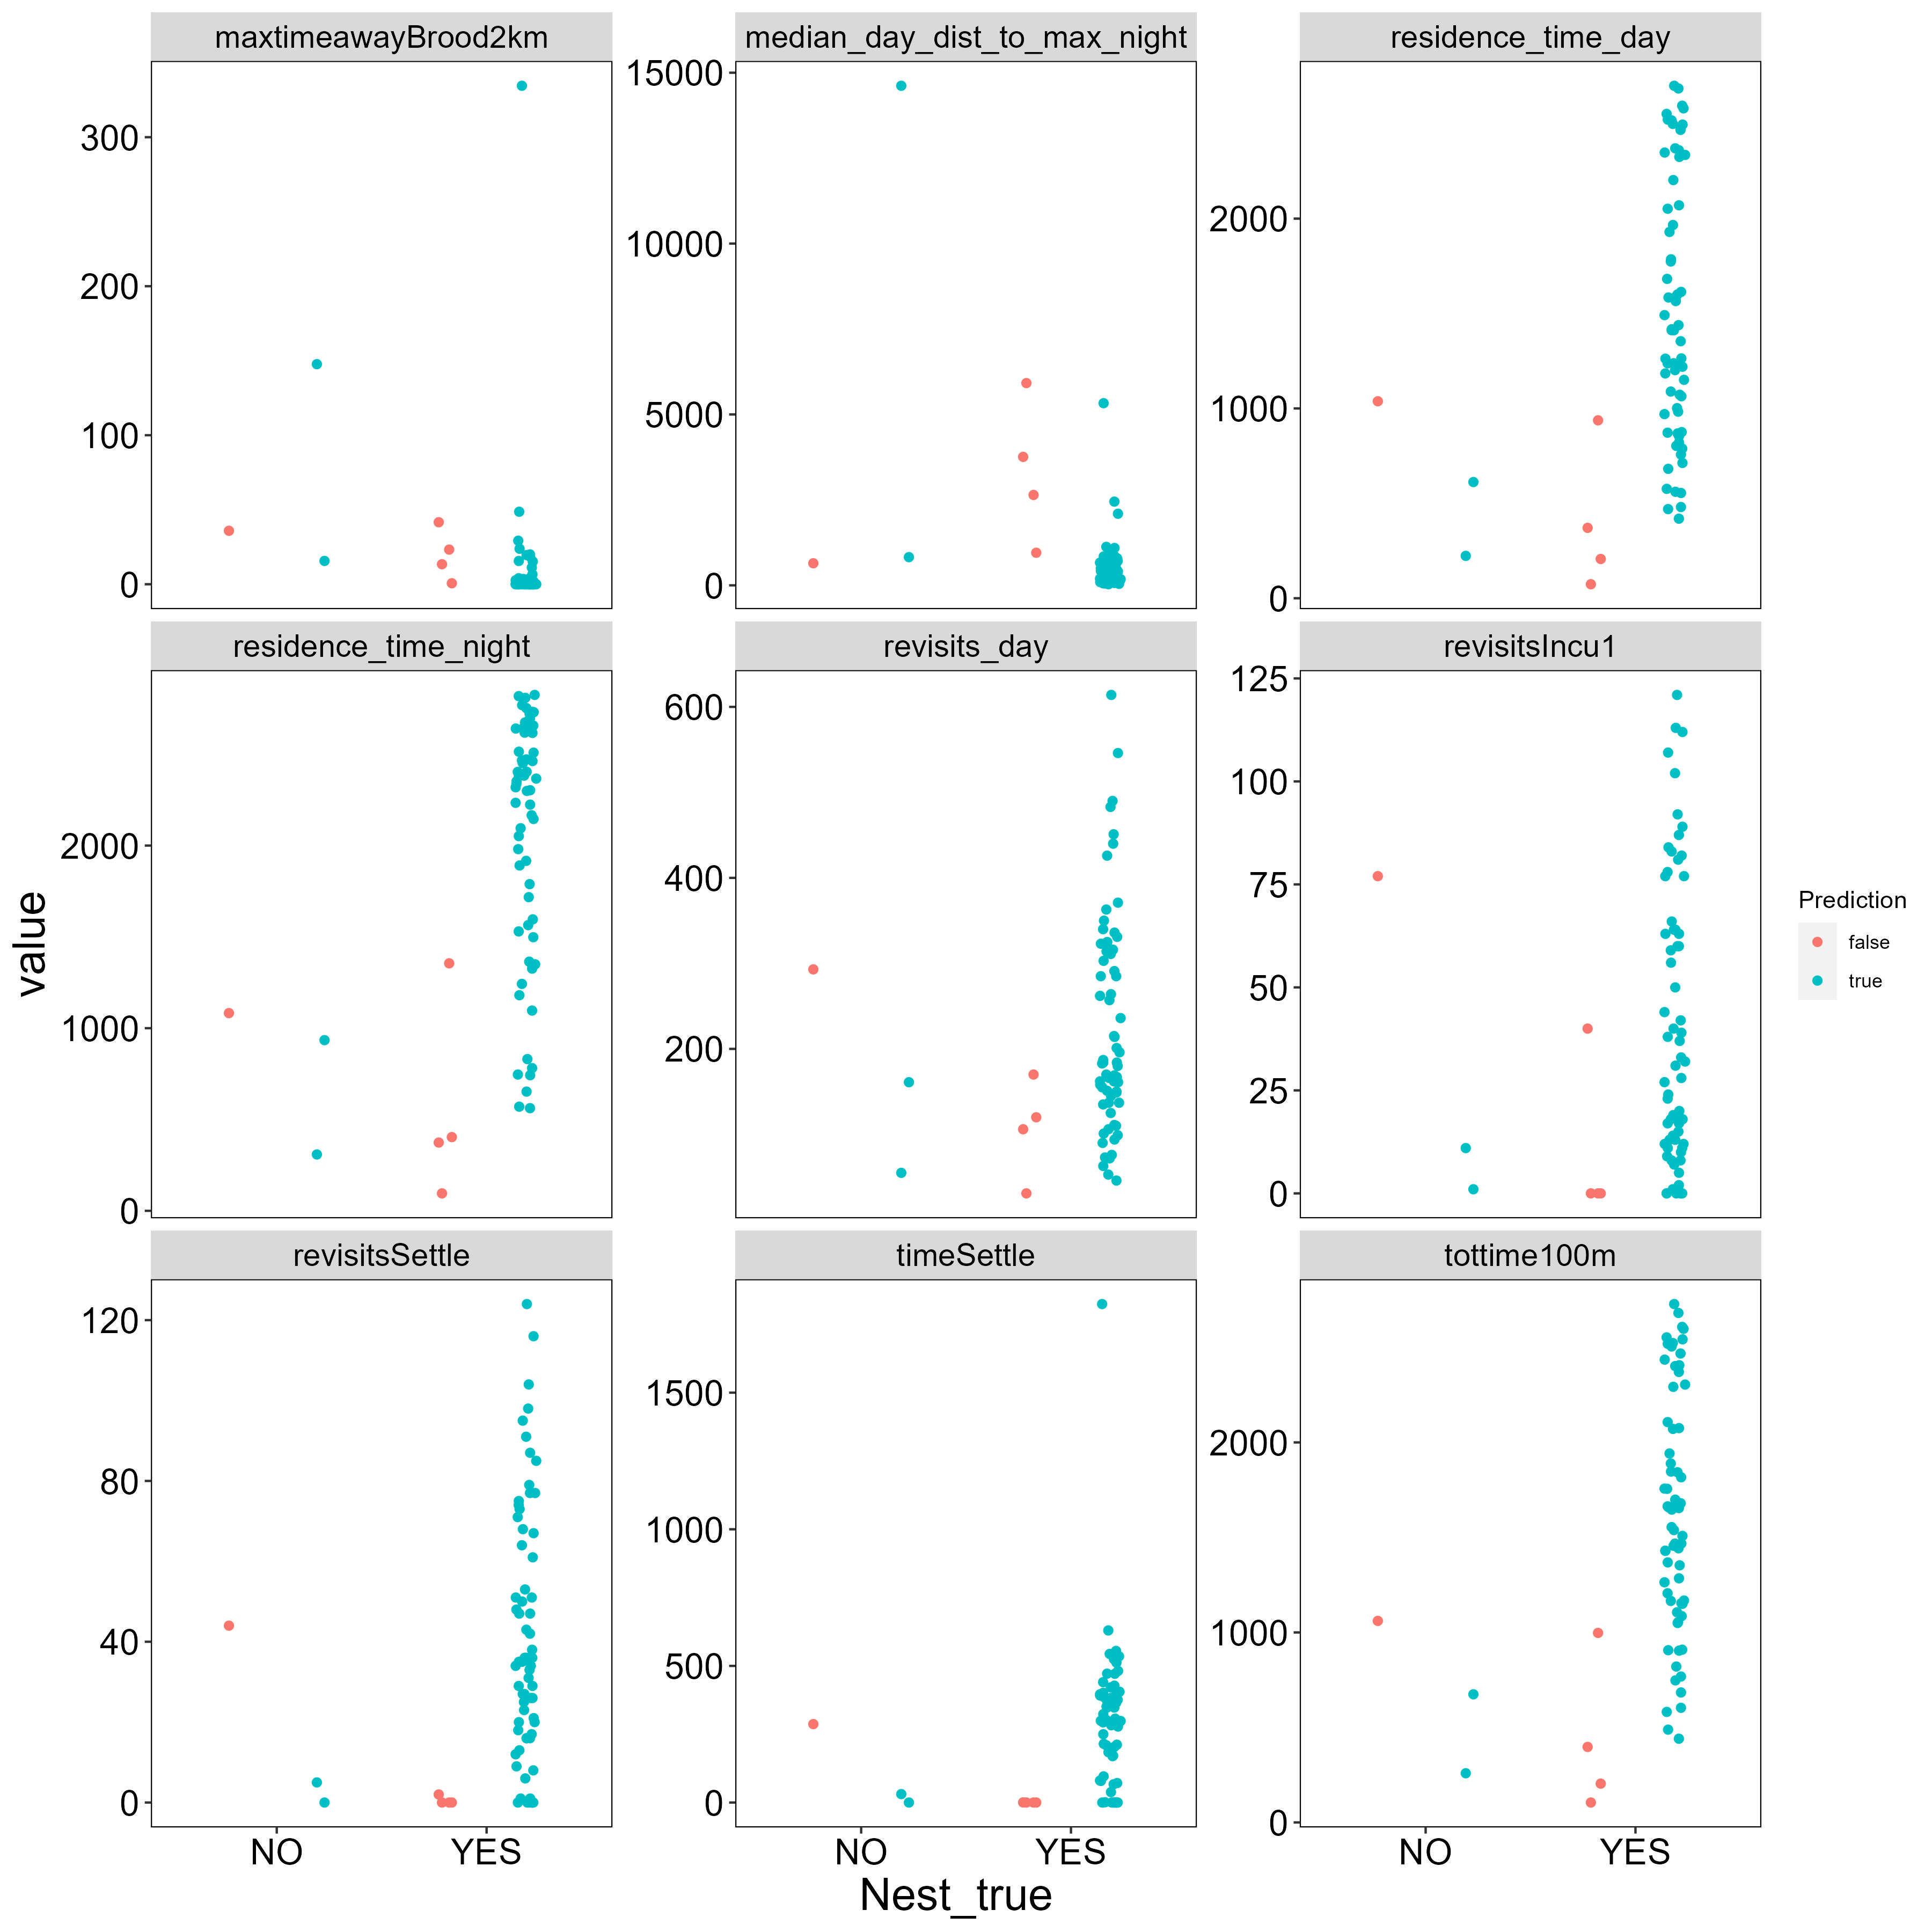 maxtimeawayBrood2km
median_day_dist_to_max_night
residence_time_day
300
200
100
0
15000
10000
5000
0
2000
1000
0
residence_time_night
revisits_day
revisitsIncu1
2000
1000
0
600
400
200
125
100
75
50
25
0
revisitsSettle
timeSettle
tottime100m
120
80
40
0
1500
1000
500
0
2000
1000
0
NO YES
NO YES
NO YES
Nest_true
value
Prediction
false
true